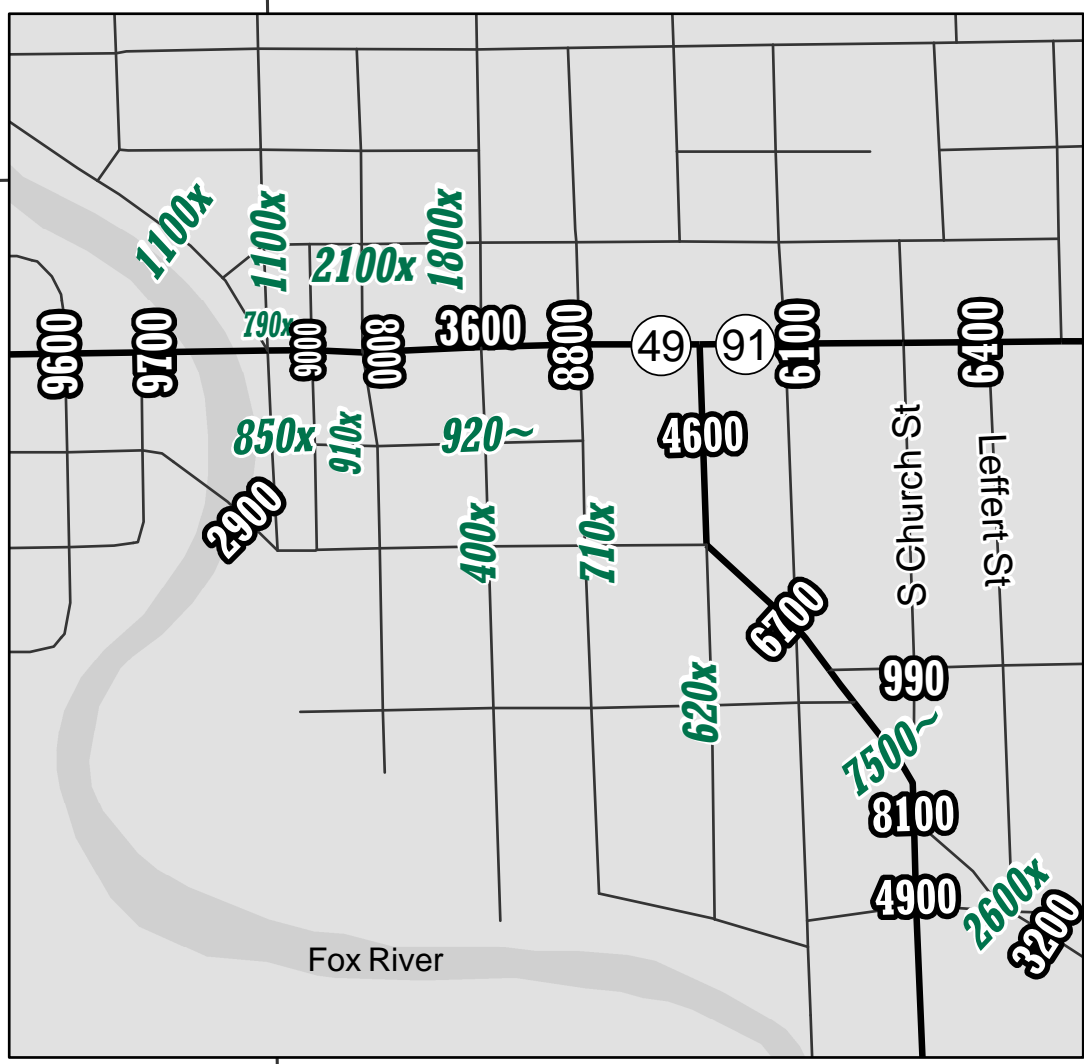 1100x
1100x
2100x
1800x
790x
9600
9700
9000
8000
3600
8800
49
91
6100
6400
850x
910x
920~
4600
S Church St
Leffert St
2900
400x
710x
6700
620x
990
7500~
8100
4900
2600x
3200
Fox River